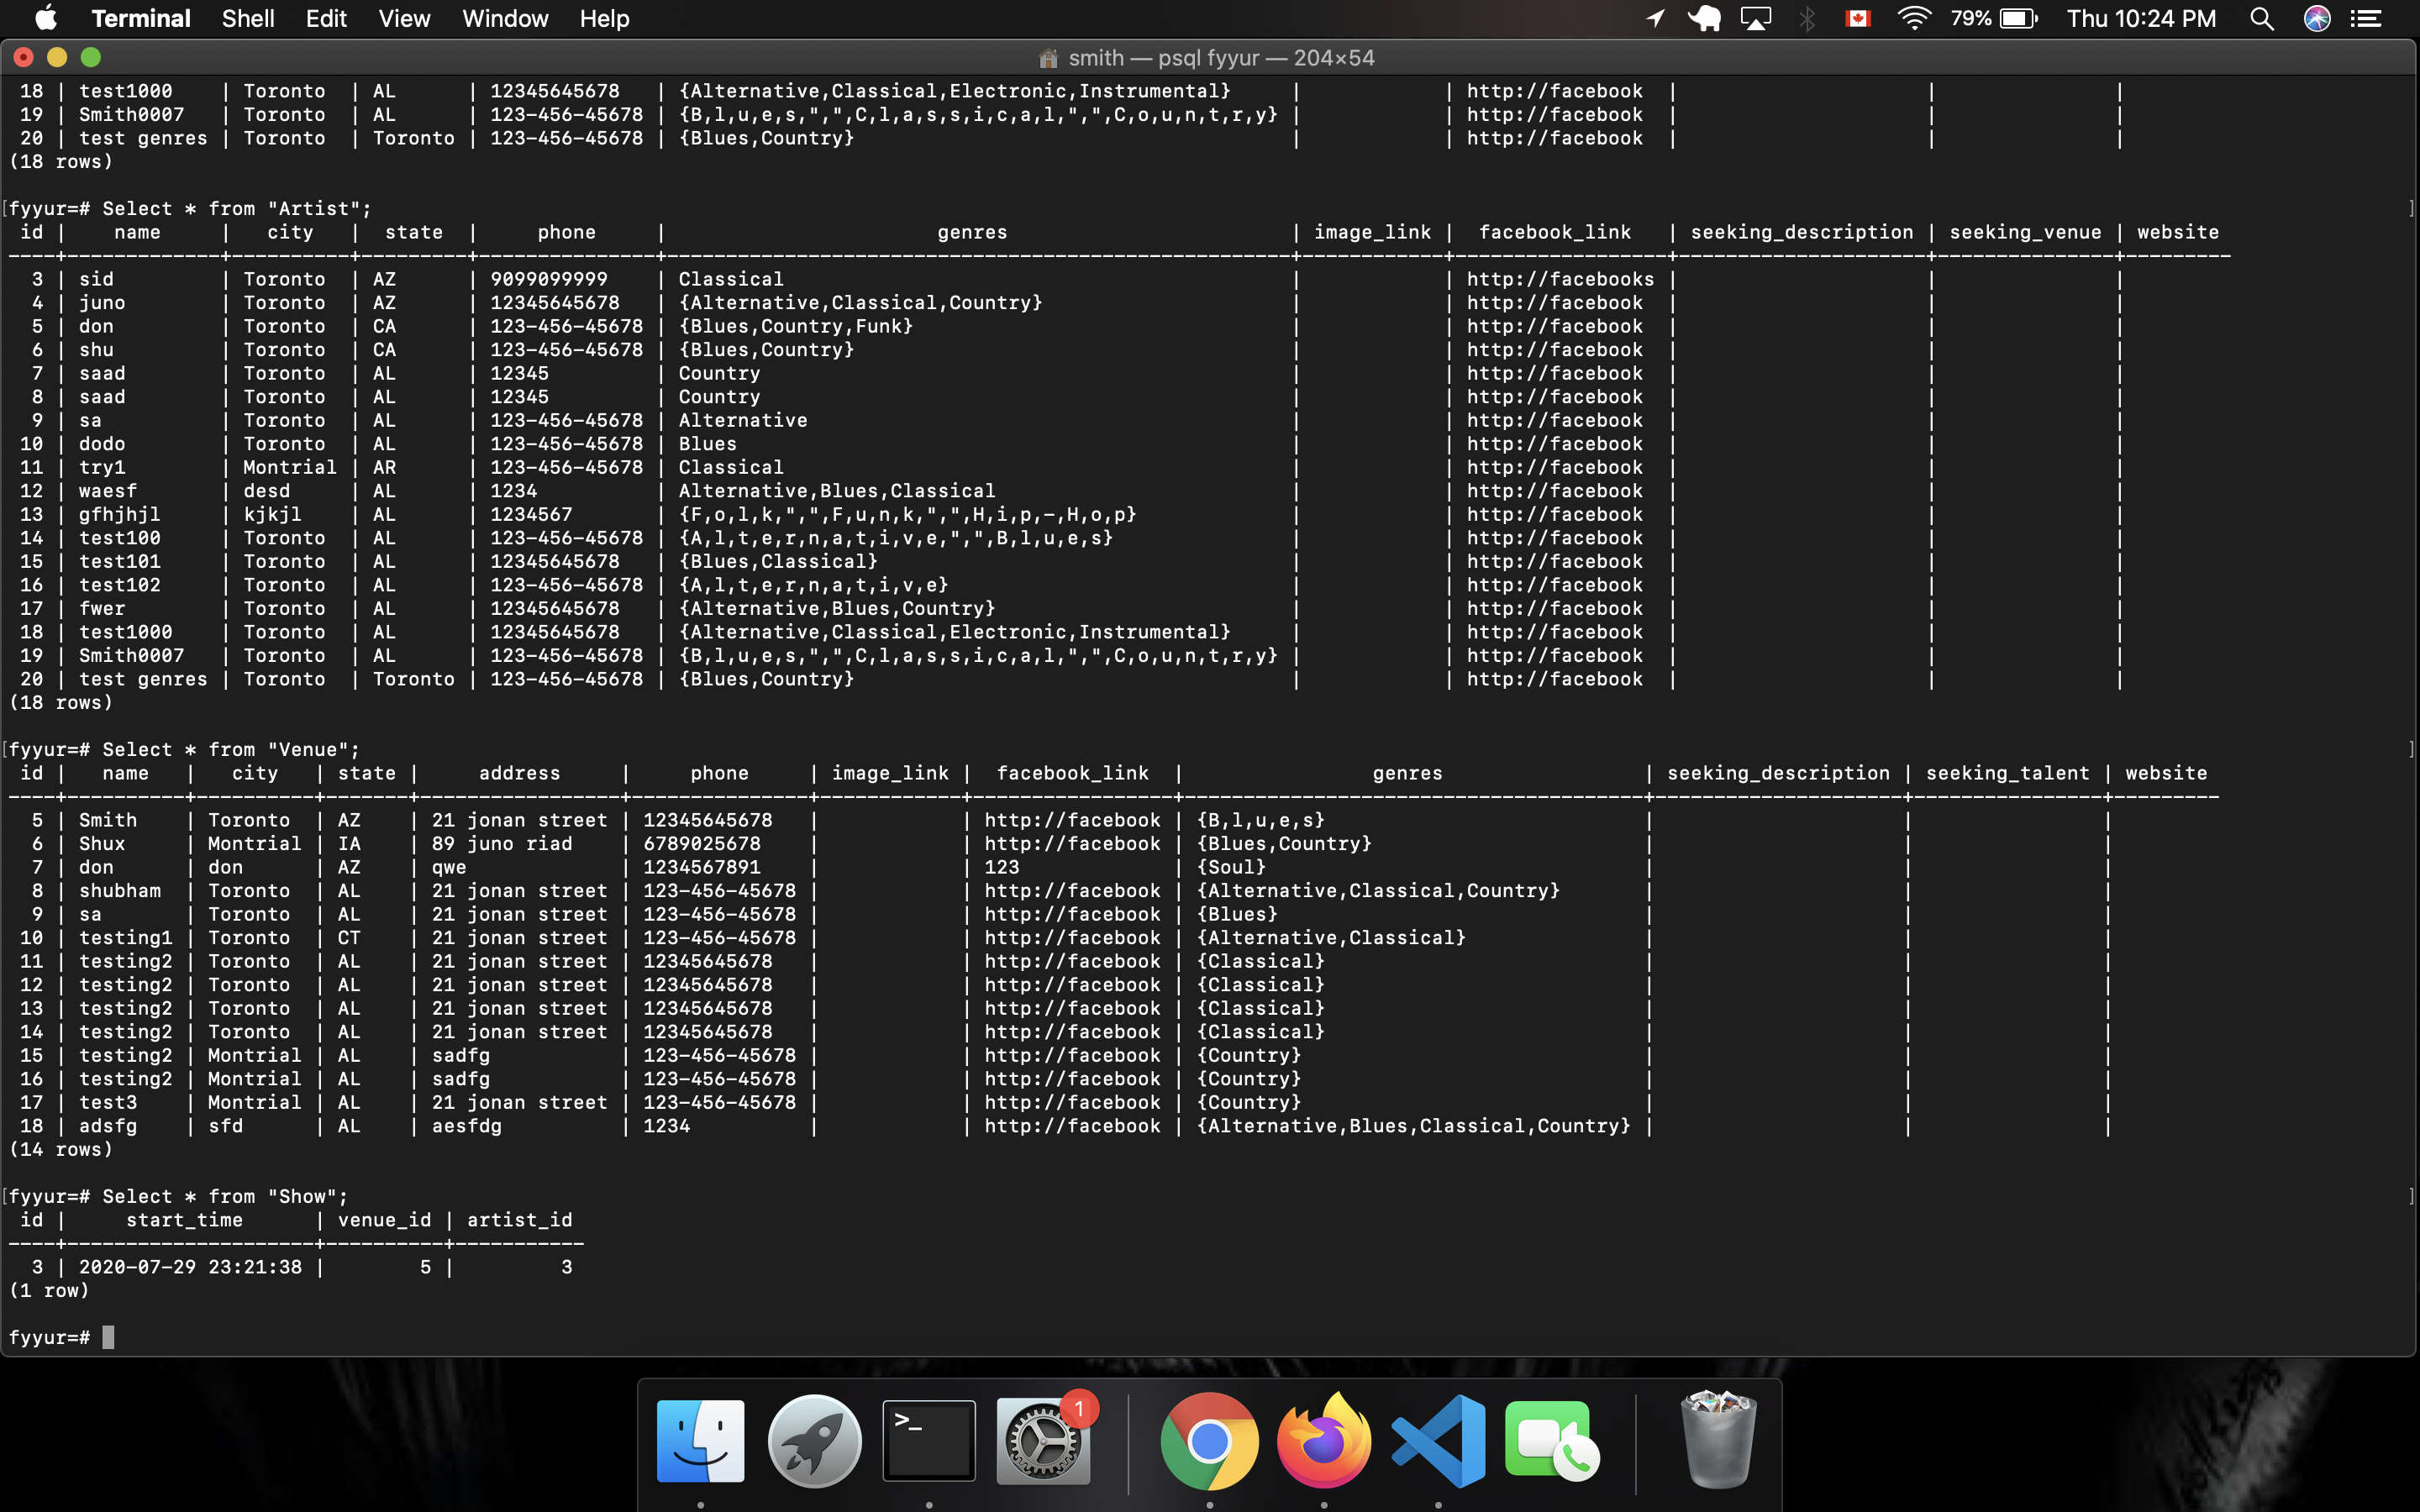 Terminal Shell Edit View Window Help 79% Thu 10:24 PM
smith — psql fyyur — 204×54
 18 | test1000    | Toronto  | AL      | 12345645678   | {Alternative,Classical,Electronic,Instrumental}     |            | http://facebook  |                     |               |
 19 | Smith0007   | Toronto  | AL      | 123-456-45678 | {B,l,u,e,s,",",C,l,a,s,s,i,c,a,l,",",C,o,u,n,t,r,y} |            | http://facebook  |                     |               |
 20 | test genres | Toronto  | Toronto | 123-456-45678 | {Blues,Country}                                     |            | http://facebook  |                     |               |
(18 rows)
[fyyur=# Select * from "Artist"; ]
 id |    name     |   city   |  state  |     phone     |                       genres                        | image_link |  facebook_link   | seeking_description | seeking_venue | website
----+-------------+----------+---------+---------------+-----------------------------------------------------+------------+------------------+---------------------+---------------+---------
  3 | sid         | Toronto  | AZ      | 9099099999    | Classical                                           |            | http://facebooks |                     |               |
  4 | juno        | Toronto  | AZ      | 12345645678   | {Alternative,Classical,Country}                     |            | http://facebook  |                     |               |
  5 | don         | Toronto  | CA      | 123-456-45678 | {Blues,Country,Funk}                                |            | http://facebook  |                     |               |
  6 | shu         | Toronto  | CA      | 123-456-45678 | {Blues,Country}                                     |            | http://facebook  |                     |               |
  7 | saad        | Toronto  | AL      | 12345         | Country                                             |            | http://facebook  |                     |               |
  8 | saad        | Toronto  | AL      | 12345         | Country                                             |            | http://facebook  |                     |               |
  9 | sa          | Toronto  | AL      | 123-456-45678 | Alternative                                         |            | http://facebook  |                     |               |
 10 | dodo        | Toronto  | AL      | 123-456-45678 | Blues                                               |            | http://facebook  |                     |               |
 11 | try1        | Montrial | AR      | 123-456-45678 | Classical                                           |            | http://facebook  |                     |               |
 12 | waesf       | desd     | AL      | 1234          | Alternative,Blues,Classical                         |            | http://facebook  |                     |               |
 13 | gfhjhjl     | kjkjl    | AL      | 1234567       | {F,o,l,k,",",F,u,n,k,",",H,i,p,-,H,o,p}             |            | http://facebook  |                     |               |
 14 | test100     | Toronto  | AL      | 123-456-45678 | {A,l,t,e,r,n,a,t,i,v,e,",",B,l,u,e,s}               |            | http://facebook  |                     |               |
 15 | test101     | Toronto  | AL      | 12345645678   | {Blues,Classical}                                   |            | http://facebook  |                     |               |
 16 | test102     | Toronto  | AL      | 123-456-45678 | {A,l,t,e,r,n,a,t,i,v,e}                             |            | http://facebook  |                     |               |
 17 | fwer        | Toronto  | AL      | 12345645678   | {Alternative,Blues,Country}                         |            | http://facebook  |                     |               |
 18 | test1000    | Toronto  | AL      | 12345645678   | {Alternative,Classical,Electronic,Instrumental}     |            | http://facebook  |                     |               |
 19 | Smith0007   | Toronto  | AL      | 123-456-45678 | {B,l,u,e,s,",",C,l,a,s,s,i,c,a,l,",",C,o,u,n,t,r,y} |            | http://facebook  |                     |               |
 20 | test genres | Toronto  | Toronto | 123-456-45678 | {Blues,Country}                                     |            | http://facebook  |                     |               |
(18 rows)
[fyyur=# Select * from "Venue"; ]
 id |   name   |   city   | state |     address     |     phone     | image_link |  facebook_link  |                genres                 | seeking_description | seeking_talent | website
----+----------+----------+-------+-----------------+---------------+------------+-----------------+---------------------------------------+---------------------+----------------+---------
  5 | Smith    | Toronto  | AZ    | 21 jonan street | 12345645678   |            | http://facebook | {B,l,u,e,s}                           |                     |                |
  6 | Shux     | Montrial | IA    | 89 juno riad    | 6789025678    |            | http://facebook | {Blues,Country}                       |                     |                |
  7 | don      | don      | AZ    | qwe             | 1234567891    |            | 123             | {Soul}                                |                     |                |
  8 | shubham  | Toronto  | AL    | 21 jonan street | 123-456-45678 |            | http://facebook | {Alternative,Classical,Country}       |                     |                |
  9 | sa       | Toronto  | AL    | 21 jonan street | 123-456-45678 |            | http://facebook | {Blues}                               |                     |                |
 10 | testing1 | Toronto  | CT    | 21 jonan street | 123-456-45678 |            | http://facebook | {Alternative,Classical}               |                     |                |
 11 | testing2 | Toronto  | AL    | 21 jonan street | 12345645678   |            | http://facebook | {Classical}                           |                     |                |
 12 | testing2 | Toronto  | AL    | 21 jonan street | 12345645678   |            | http://facebook | {Classical}                           |                     |                |
 13 | testing2 | Toronto  | AL    | 21 jonan street | 12345645678   |            | http://facebook | {Classical}                           |                     |                |
 14 | testing2 | Toronto  | AL    | 21 jonan street | 12345645678   |            | http://facebook | {Classical}                           |                     |                |
 15 | testing2 | Montrial | AL    | sadfg           | 123-456-45678 |            | http://facebook | {Country}                             |                     |                |
 16 | testing2 | Montrial | AL    | sadfg           | 123-456-45678 |            | http://facebook | {Country}                             |                     |                |
 17 | test3    | Montrial | AL    | 21 jonan street | 123-456-45678 |            | http://facebook | {Country}                             |                     |                |
 18 | adsfg    | sfd      | AL    | aesfdg          | 1234          |            | http://facebook | {Alternative,Blues,Classical,Country} |                     |                |
(14 rows)
[fyyur=# Select * from "Show"; ]
 id |     start_time      | venue_id | artist_id
----+---------------------+----------+-----------
  3 | 2020-07-29 23:21:38 |        5 |         3
(1 row)
fyyur=#
>_ 1